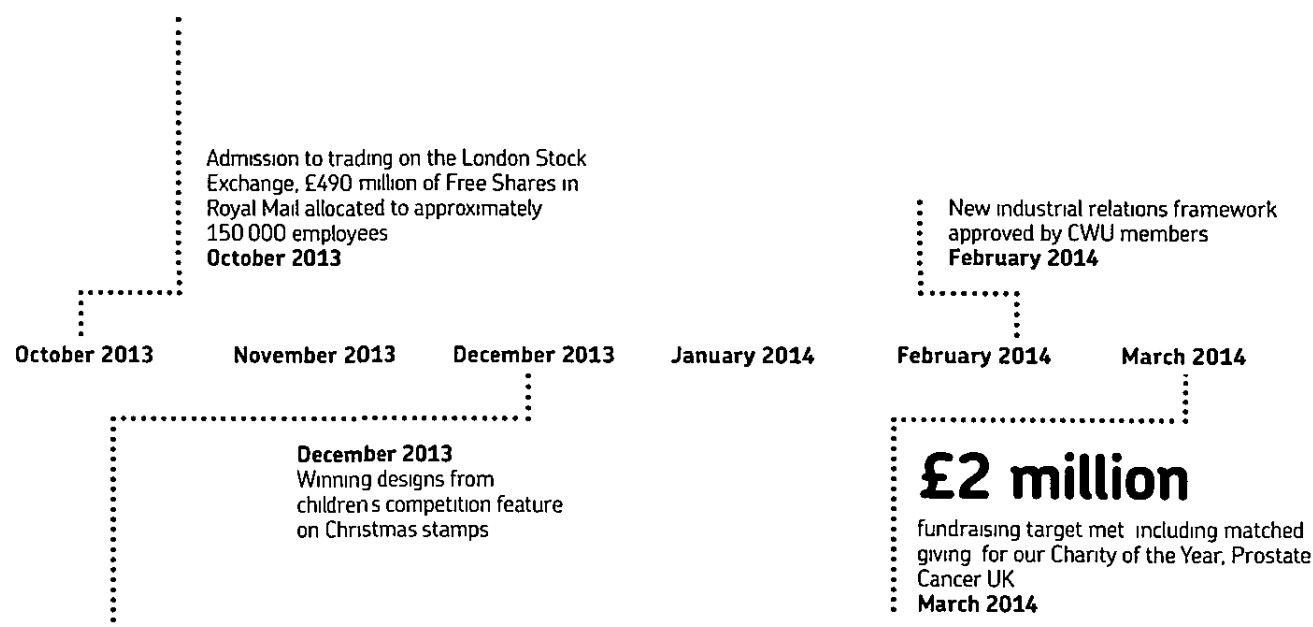 Admission to trading on the London Stock
Exchange, £490 million of Free Shares in
Royal Mail allocated to approximately
150 000 employees
October 2013
New industrial relations framework
approved by CWU members
February 2014
October 2013
November 2013
December 2013
January 2014
February 2014
March 2014
December 2013
Winning designs from
children s competition feature
on Christmas stamps
£2 million
fundraising target met including matched
giving for our Charity of the Year, Prostate
Cancer UK
March 2014